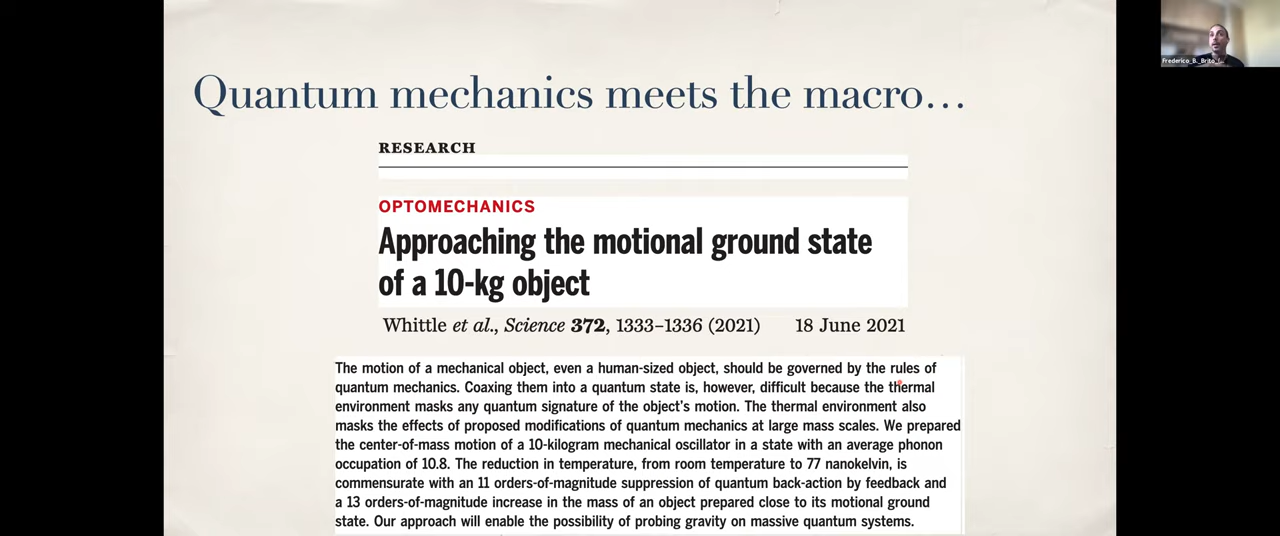 Quantum mechanics meets the macro…
Frederico_B._Brito_(...
RESEARCH
OPTOMECHANICS
Approaching the motional ground state
of a 10-kg object
Whittle et al., Science 372, 1333–1336 (2021) 18 June 2021
The motion of a mechanical object, even a human-sized object, should be governed by the rules of
quantum mechanics. Coaxing them into a quantum state is, however, difficult because the thermal
environment masks any quantum signature of the object's motion. The thermal environment also
masks the effects of proposed modifications of quantum mechanics at large mass scales. We prepared
the center-of-mass motion of a 10-kilogram mechanical oscillator in a state with an average phonon
occupation of 10.8. The reduction in temperature, from room temperature to 77 nanokelvin, is
commensurate with an 11 orders-of-magnitude suppression of quantum back-action by feedback and
a 13 orders-of-magnitude increase in the mass of an object prepared close to its motional ground
state. Our approach will enable the possibility of probing gravity on massive quantum systems.